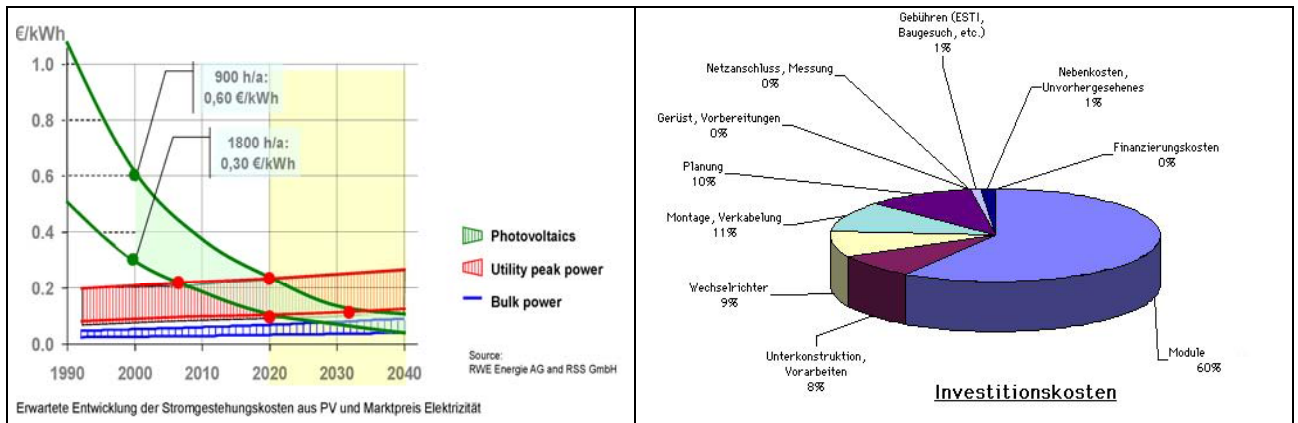 €/kWh
1.0
0.8
0.6
0.4
0.2
0.0
900 h/a:
0,60 €/kWh
1800 h/a:
0,30 €/kWh
1990 2000 2010 2020 2030 2040
Photovoltaics
Utility peak power
Bulk power
Source:
RWE Energie AG and RSS GmbH
Erwartete Entwicklung der Stromgestehungskosten aus PV und Marktpreis Elektrizität
Gebühren (ESTI,
Baugesuch, etc.)
1%
Netzanschluss, Messung
0%
Nebenkosten,
Unvorhergesehenes
1%
Gerüst, Vorbereitungen
0%
Finanzierungskosten
0%
Planung
10%
Montage, Verkabelung
11%
Wechselrichter
9%
Unterkonstruktion,
Vorarbeiten
8%
Module
60%
Investitionskosten